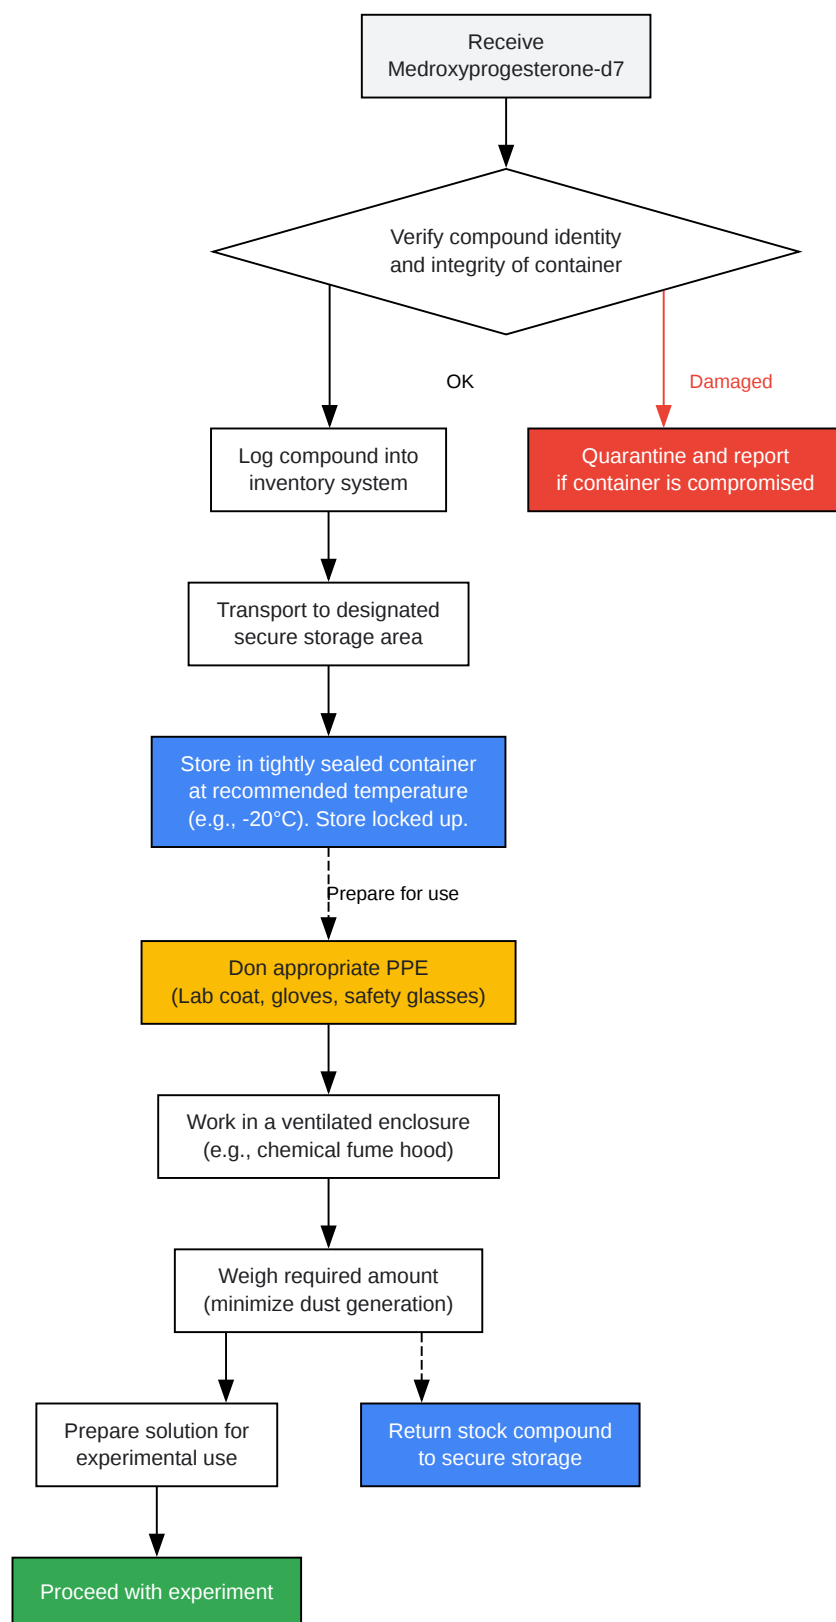 Receive
Medroxyprogesterone-d7
Verify compound identity
and integrity of container
OK
Damaged
Log compound into
inventory system
Quarantine and report
if container is compromised
Transport to designated
secure storage area
Store in tightly sealed container
at recommended temperature
(e.g., -20°C). Store locked up.
Prepare for use
Don appropriate PPE
(Lab coat, gloves, safety glasses)
Work in a ventilated enclosure
(e.g., chemical fume hood)
Weigh required amount
(minimize dust generation)
Prepare solution for
experimental use
Return stock compound
to secure storage
Proceed with experiment